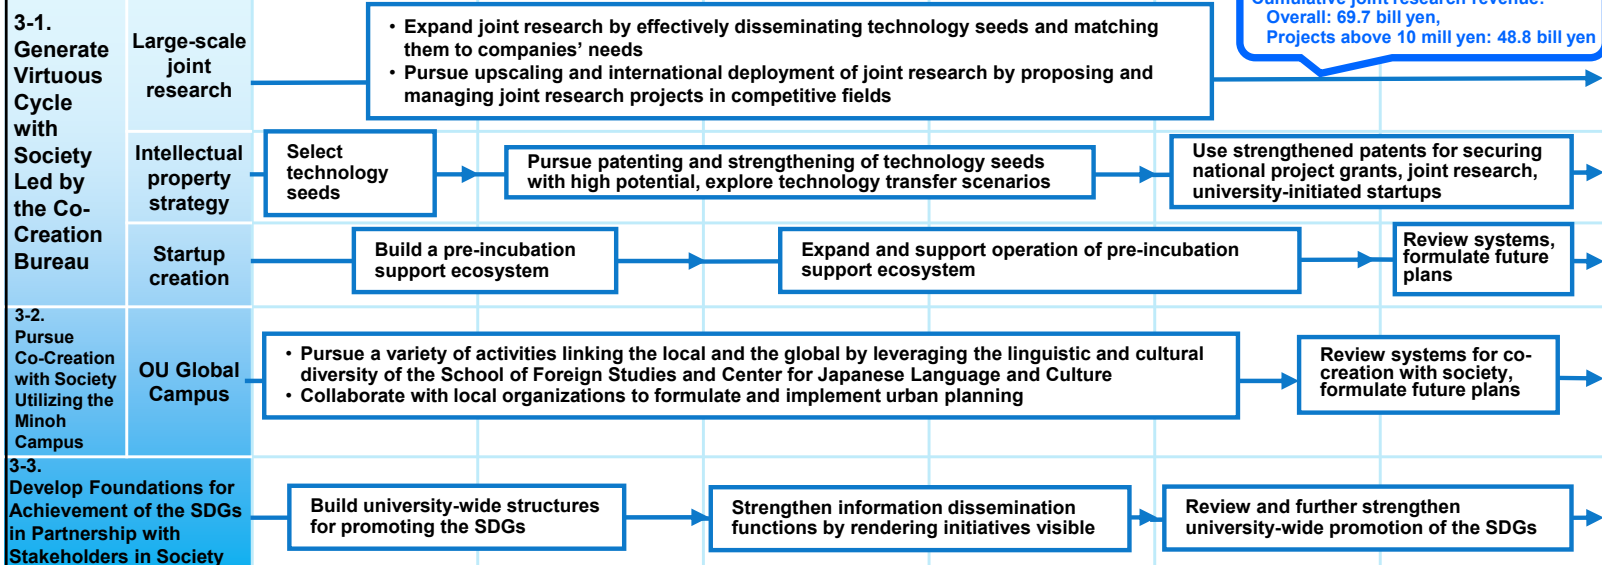 Cumulative joint research revenue:
Overall: 69.7 bill yen,
Projects above 10 mill yen: 48.8 bill yen
3-1.
Generate
Virtuous
Cycle
with
Society
Led by
the Co-
Creation
Bureau
Large-scale
joint
research
• Expand joint research by effectively disseminating technology seeds and matching
them to companies’ needs
• Pursue upscaling and international deployment of joint research by proposing and
managing joint research projects in competitive fields
Intellectual
property
strategy
Select
technology
seeds
Pursue patenting and strengthening of technology seeds
with high potential, explore technology transfer scenarios
Use strengthened patents for securing
national project grants, joint research,
university-initiated startups
Startup
creation
Build a pre-incubation
support ecosystem
Expand and support operation of pre-incubation
support ecosystem
Review systems,
formulate future
plans
3-2.
Pursue
Co-Creation
with Society
Utilizing the
Minoh
Campus
OU Global
Campus
• Pursue a variety of activities linking the local and the global by leveraging the linguistic and cultural
diversity of the School of Foreign Studies and Center for Japanese Language and Culture
• Collaborate with local organizations to formulate and implement urban planning
Review systems for co-
creation with society,
formulate future plans
3-3.
Develop Foundations for
Achievement of the SDGs
in Partnership with
Stakeholders in Society
Build university-wide structures
for promoting the SDGs
Strengthen information dissemination
functions by rendering initiatives visible
Review and further strengthen
university-wide promotion of the SDGs